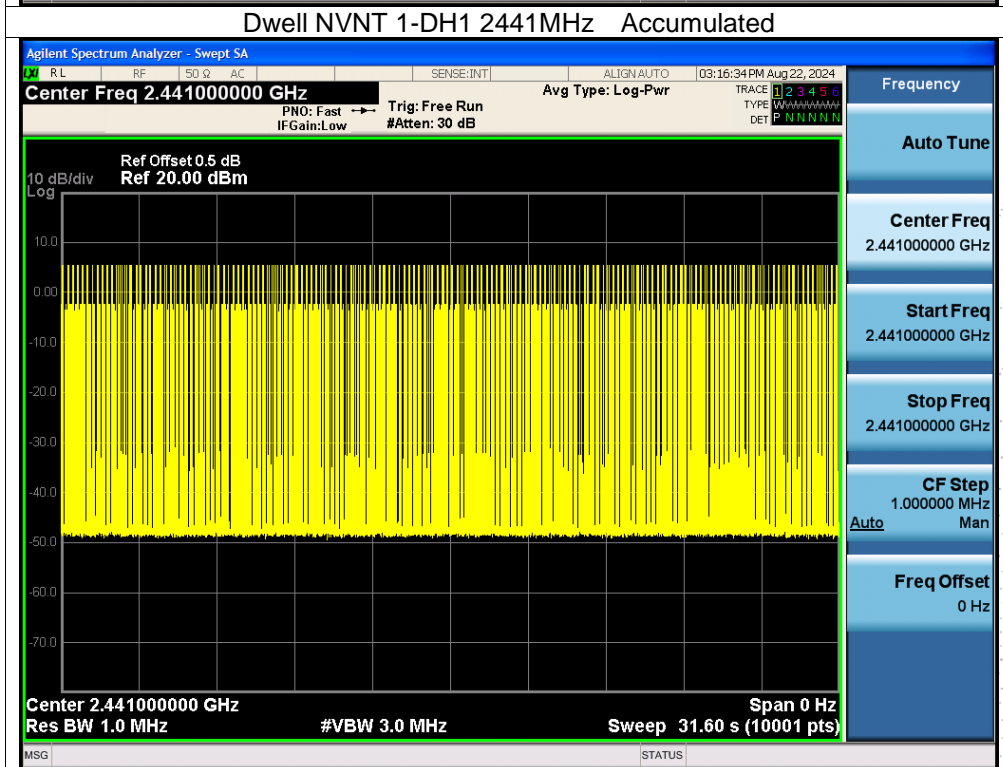 Dwell NVNT 1-DH1 2441MHz Accumulated
Agilent Spectrum Analyzer - Swept SA
LXI RL RF 50 Ω AC SENSE:INT ALIGN AUTO 03:16:34 PM Aug 22, 2024
Center Freq 2.441000000 GHz
PNO: Fast
IFGain:Low
Trig: Free Run
#Atten: 30 dB
Avg Type: Log-Pwr
TRACE 1 2 3 4 5 6
TYPE WWWWWW
DET P N N N N N
Ref Offset 0.5 dB
10 dB/div Ref 20.00 dBm
Log
10.0
0.00
-10.0
-20.0
-30.0
-40.0
-50.0
-60.0
-70.0
Center 2.441000000 GHz Span 0 Hz
Res BW 1.0 MHz #VBW 3.0 MHz Sweep 31.60 s (10001 pts)
MSG STATUS
Frequency
Auto Tune
Center Freq
2.441000000 GHz
Start Freq
2.441000000 GHz
Stop Freq
2.441000000 GHz
CF Step
1.000000 MHz
Auto Man
Freq Offset
0 Hz